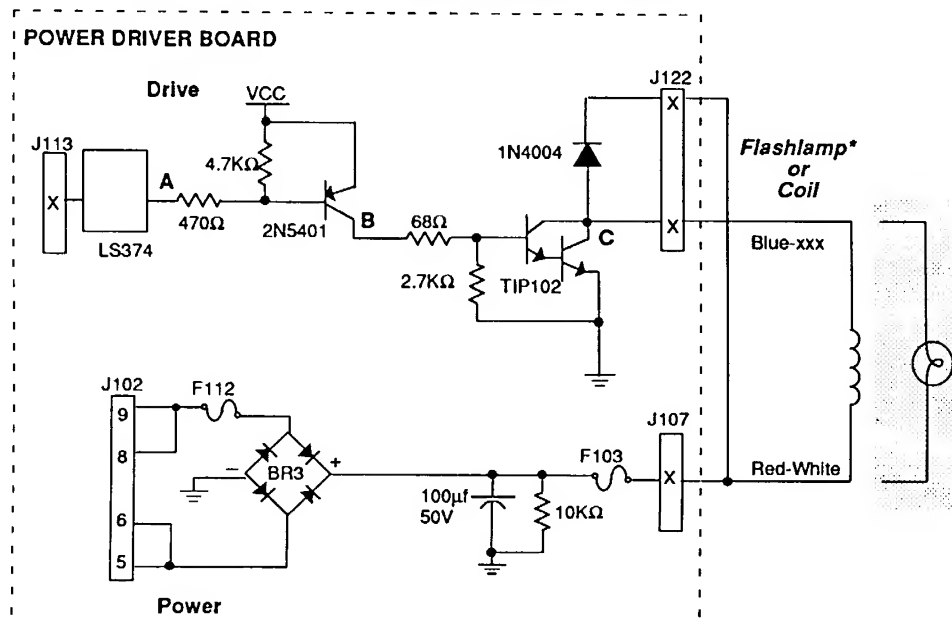 POWER DRIVER BOARD
Drive
VCC
J122
J113
4.7KΩ
1N4004
Flashlamp*
or
Coil
X
X
A
470Ω
2N5401
B
68Ω
C
X
Blue-xxx
LS374
2.7KΩ
TIP102
J102
F112
J107
9
8
BR3
–
+
F103
X
Red-White
100µf
50V
10KΩ
6
5
Power